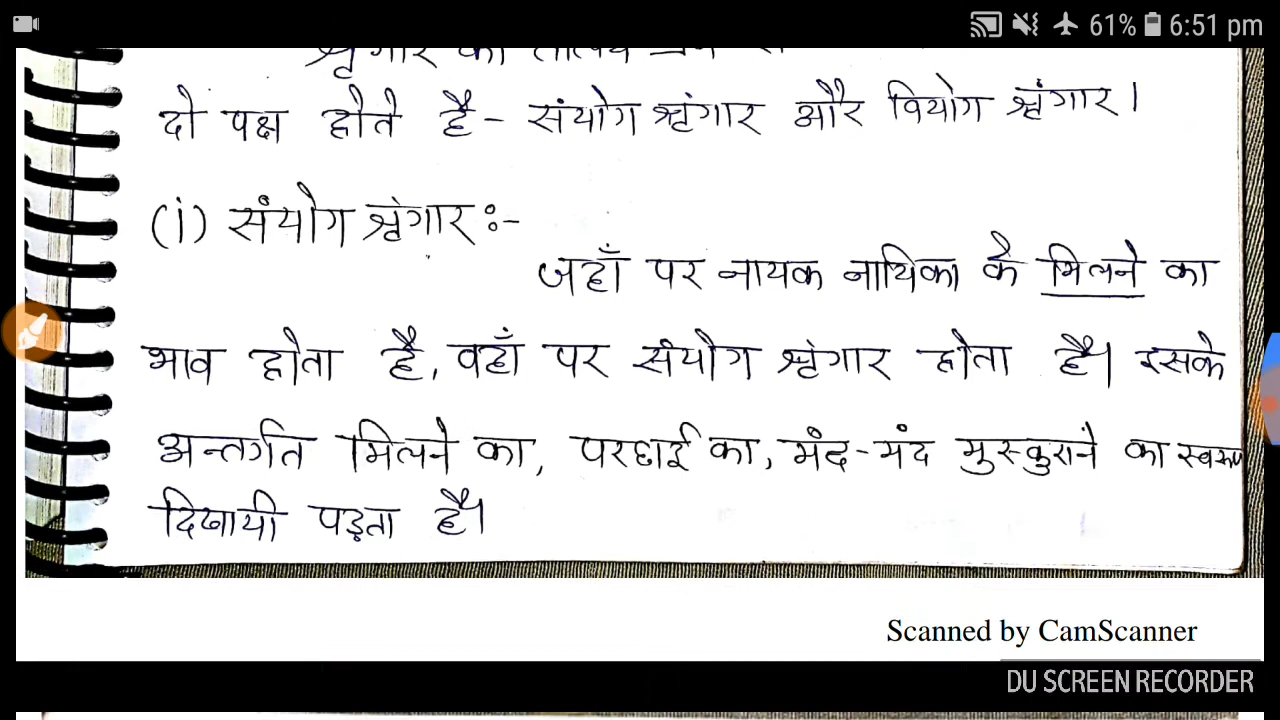 61% 6:51 pm
श्रृंगार का
दो पक्ष होते है - संयोग श्रृंगार और वियोग श्रृंगार।
(i) संयोग श्रृंगार :-
जहाँ पर नायक नायिका के मिलने का
भाव होता है, वहाँ पर संयोग श्रृंगार होता है। इसके
अन्तर्गत मिलने का, परछाई का, मंद-मंद मुस्कुराने का स्वरूप
दिखायी पड़ता है।
Scanned by CamScanner
DU SCREEN RECORDER